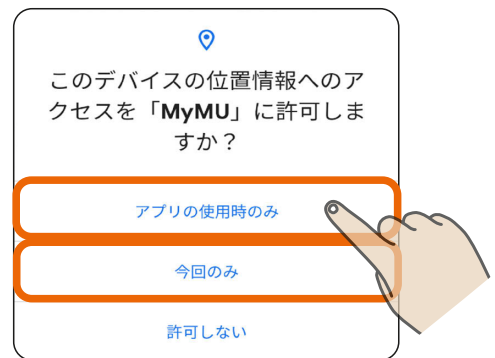 このデバイスの位置情報へのア
クセスを「MyMU」に許可しま
すか？
アプリの使用時のみ
今回のみ
許可しない